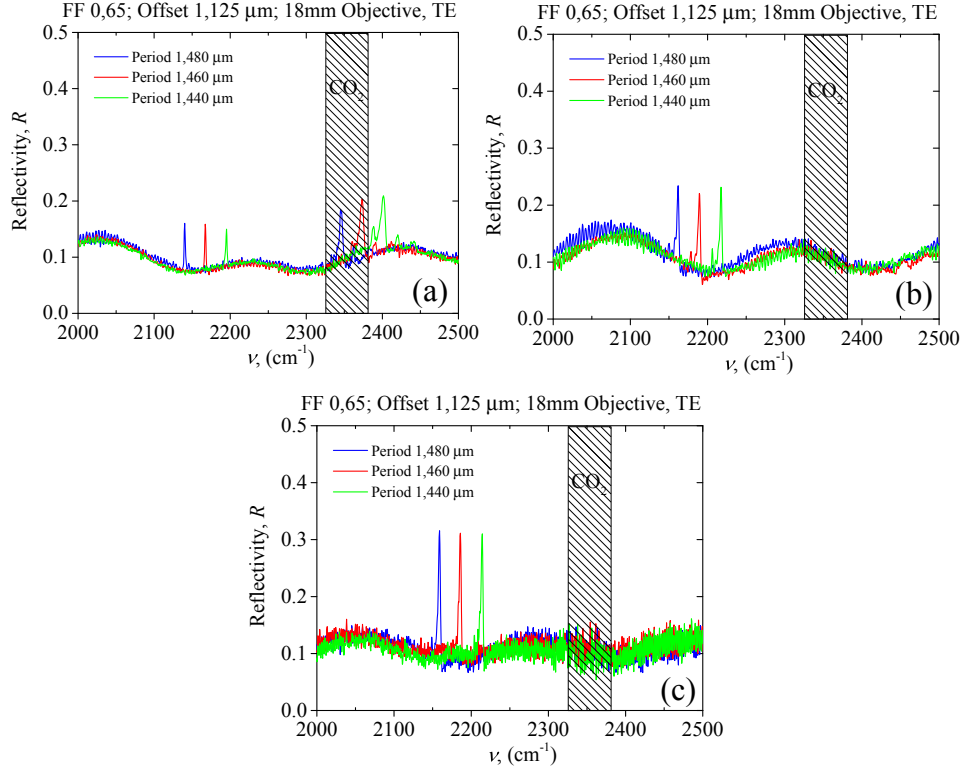 FF 0,65; Offset 1,125 μm; 18mm Objective, TE
0.5
0.4
0.3
0.2
0.1
0.0
Reflectivity, R
Period 1,480 μm
Period 1,460 μm
Period 1,440 μm
CO2
(a)
2000 2100 2200 2300 2400 2500
ν, (cm-1)
FF 0,65; Offset 1,125 μm; 18mm Objective, TE
0.5
0.4
0.3
0.2
0.1
0.0
Reflectivity, R
Period 1,480 μm
Period 1,460 μm
Period 1,440 μm
CO2
(b)
2000 2100 2200 2300 2400 2500
ν, (cm-1)
FF 0,65; Offset 1,125 μm; 18mm Objective, TE
0.5
0.4
0.3
0.2
0.1
0.0
Reflectivity, R
Period 1,480 μm
Period 1,460 μm
Period 1,440 μm
CO2
(c)
2000 2100 2200 2300 2400 2500
ν, (cm-1)